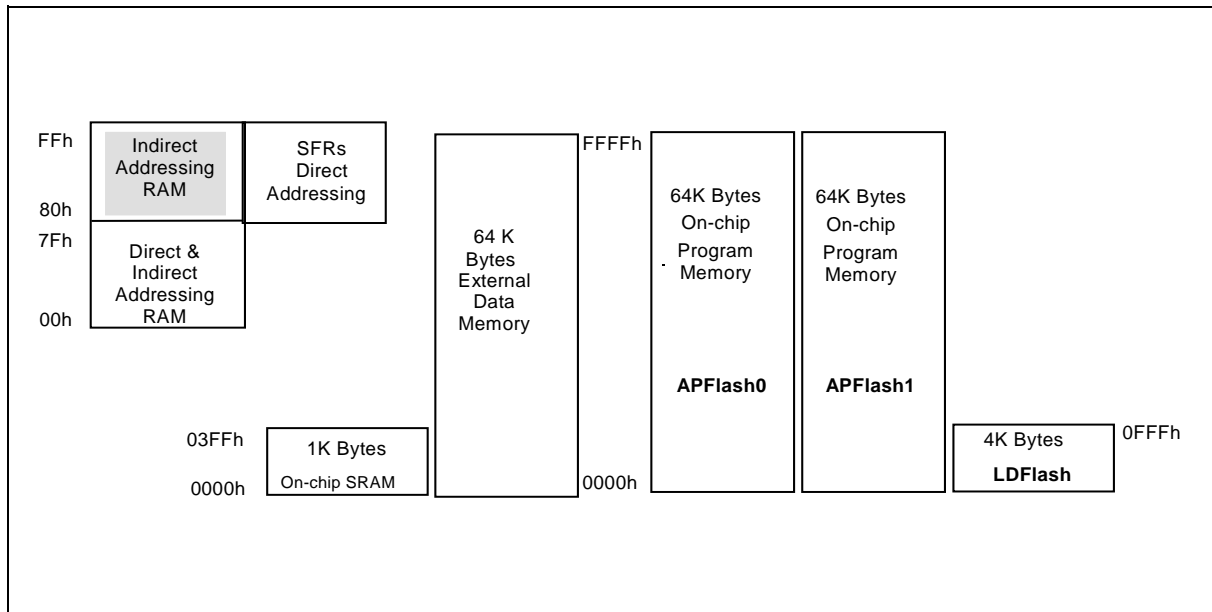 FFh
Indirect
Addressing
RAM
80h
7Fh
Direct &
Indirect
Addressing
RAM
00h
SFRs
Direct
Addressing
03FFh
1K Bytes
On-chip SRAM
0000h
64 K
Bytes
External
Data
Memory
FFFFh
0000h
64K Bytes
On-chip
Program
Memory
APFlash0
64K Bytes
On-chip
Program
Memory
APFlash1
4K Bytes
LDFlash
0FFFh